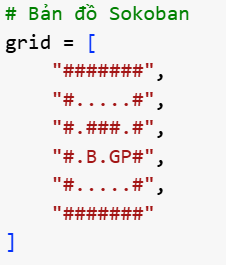 # Bản đồ Sokoban
grid = [
    "#######",
    "#.....#",
    "#.###.#",
    "#.B.GP#",
    "#.....#",
    "#######"
]